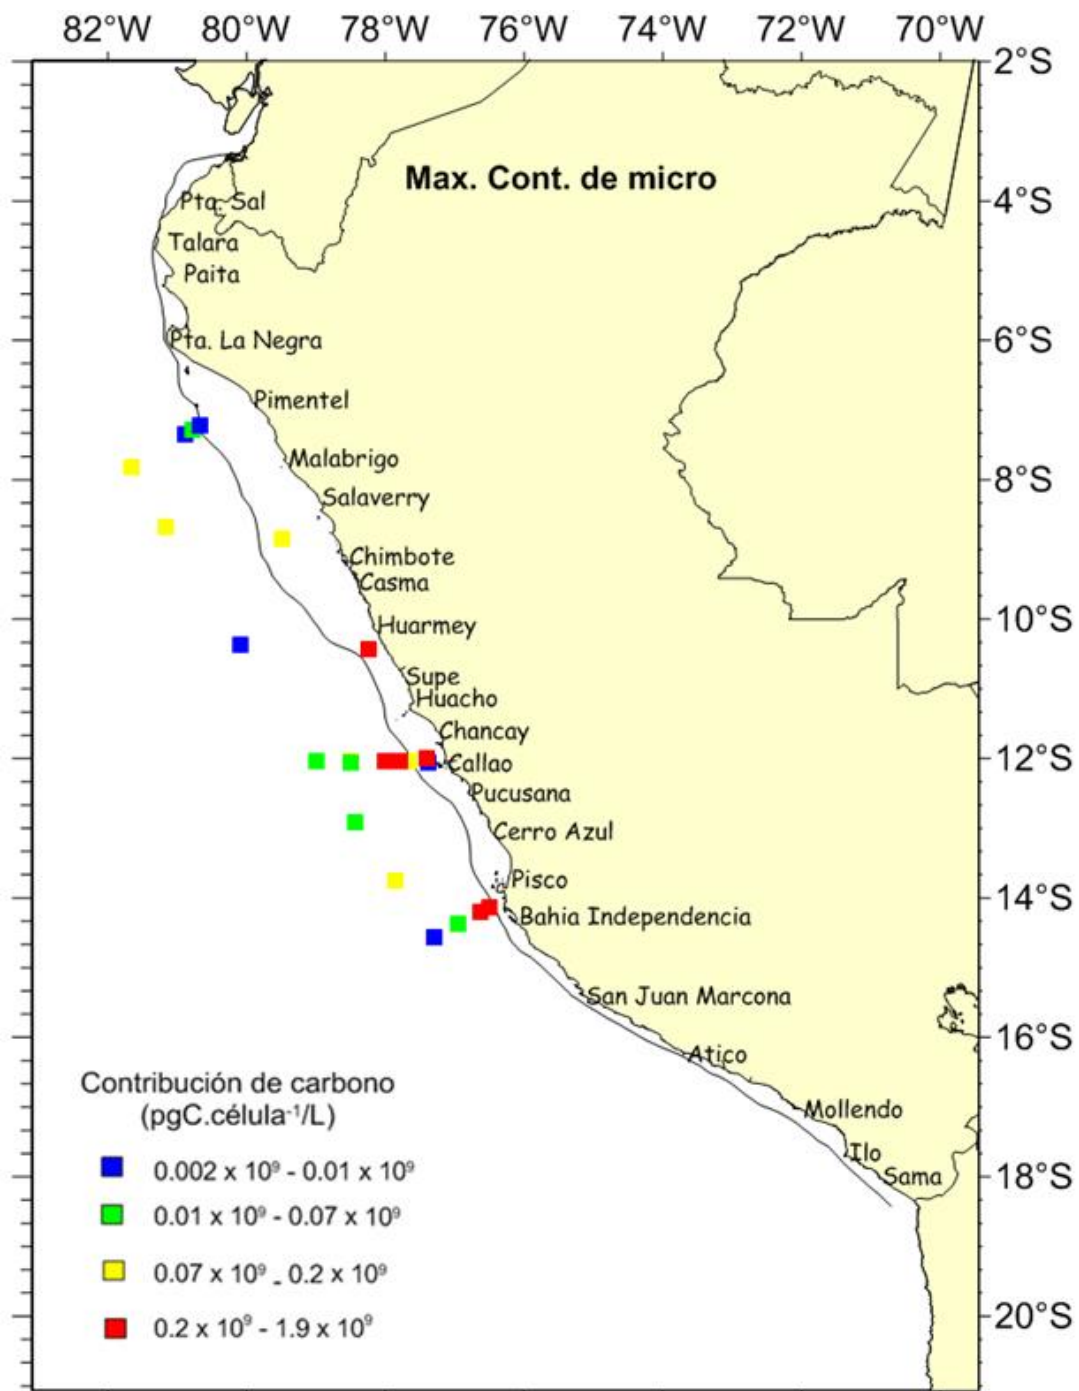 82°W 80°W 78°W 76°W 74°W 72°W 70°W
2°S
Max. Cont. de micro
4°S
Pta. Sal
Talara
Paita
6°S
Pta. La Negra
Pimentel
Malabrigo
8°S
Salaverry
Chimbote
Casma
10°S
Huarmey
Supe
Huacho
Chancay
12°S
Callao
Pucusana
Cerro Azul
Pisco
14°S
Bahia Independencia
San Juan Marcona
16°S
Atico
Contribución de carbono
(pgC.célula⁻¹/L)
Mollendo
Ilo
0.002 x 10⁹ - 0.01 x 10⁹
18°S
Sama
0.01 x 10⁹ - 0.07 x 10⁹
0.07 x 10⁹ - 0.2 x 10⁹
20°S
0.2 x 10⁹ - 1.9 x 10⁹